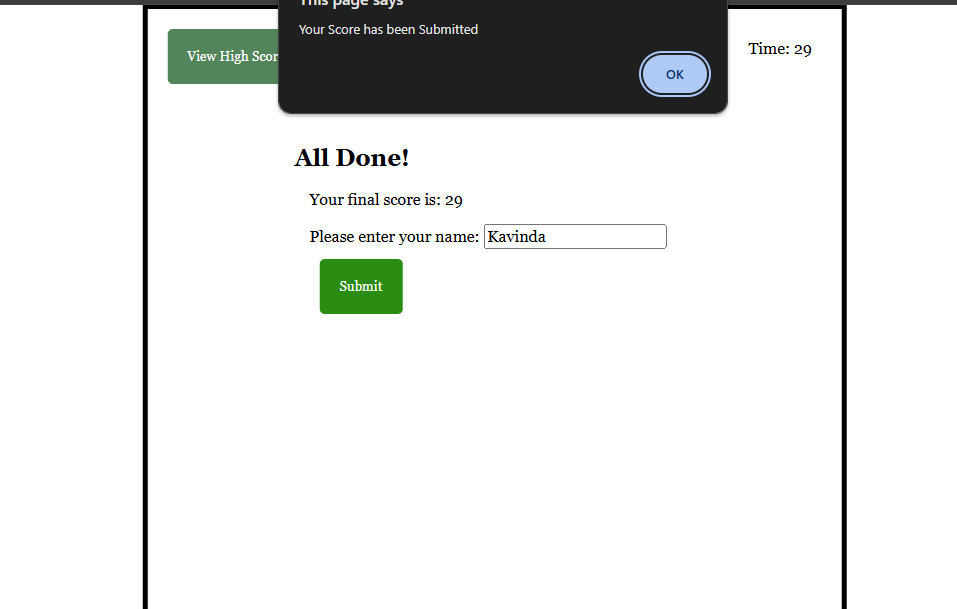 This page says
Your Score has been Submitted
OK
View High Scor
Time: 29
All Done!
Your final score is: 29
Please enter your name: Kavinda
Submit